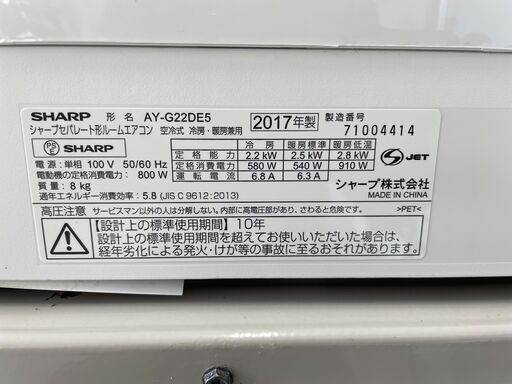 SHARP 形名 AY-G22DE5 2017年製 製造番号
シャープセパレート形ルームエアコン 空冷式 冷房・暖房兼用 71004414
PS E SHARP
冷房 暖房標準 暖房低温
定格能力 2.2 kW 2.5 kW 2.8 kW
電源：単相 100 V 50/60 Hz 定格消費電力 580 W 540 W 910 W
電動機の定格消費電力 800 W 運転電流 6.8 A 6.3 A
JET
質量：8 kg
通年エネルギー消費効率：5.8 (JIS C 9612:2013)
シャープ株式会社
MADE IN CHINA
高圧注意 サービスマン以外の人は分解しない。内部に高電圧部があり、さわると危険です。 >PET<
【設計上の標準使用期間】10年
設計上の標準使用期間を超えてお使いいただいた場合は、
経年劣化による発火・けが等の事故に至るおそれがあります。